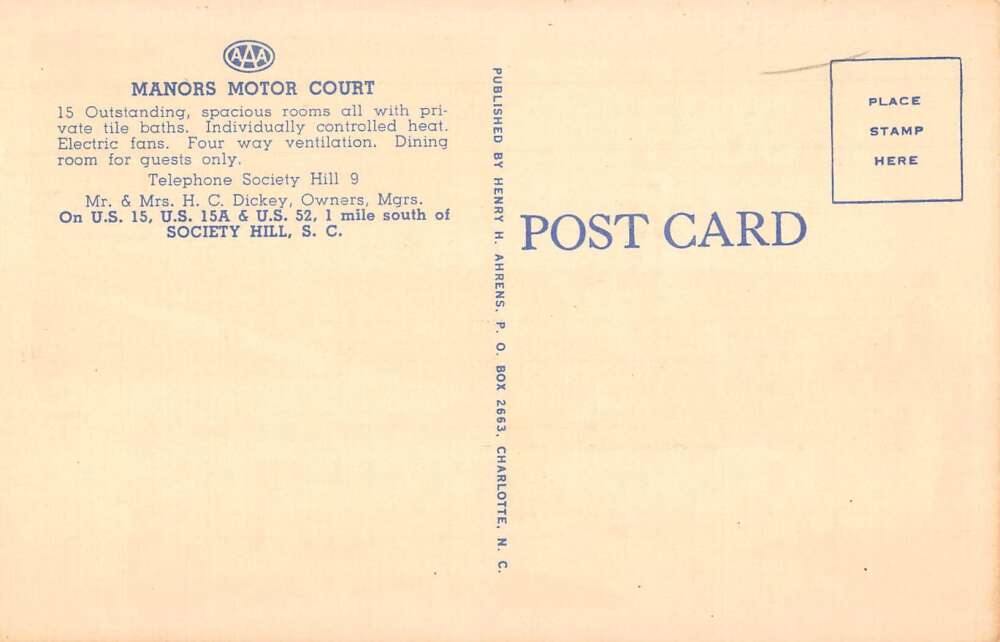 AAA
MANORS MOTOR COURT
15 Outstanding, spacious rooms all with pri-
vate tile baths. Individually controlled heat.
Electric fans. Four way ventilation. Dining
room for guests only.
Telephone Society Hill 9
Mr. & Mrs. H. C. Dickey, Owners, Mgrs.
On U.S. 15, U.S. 15A & U.S. 52, 1 mile south of
SOCIETY HILL, S. C.
PUBLISHED BY HENRY H. AHRENS, P. O. BOX 2663, CHARLOTTE, N. C.
POST CARD
PLACE
STAMP
HERE